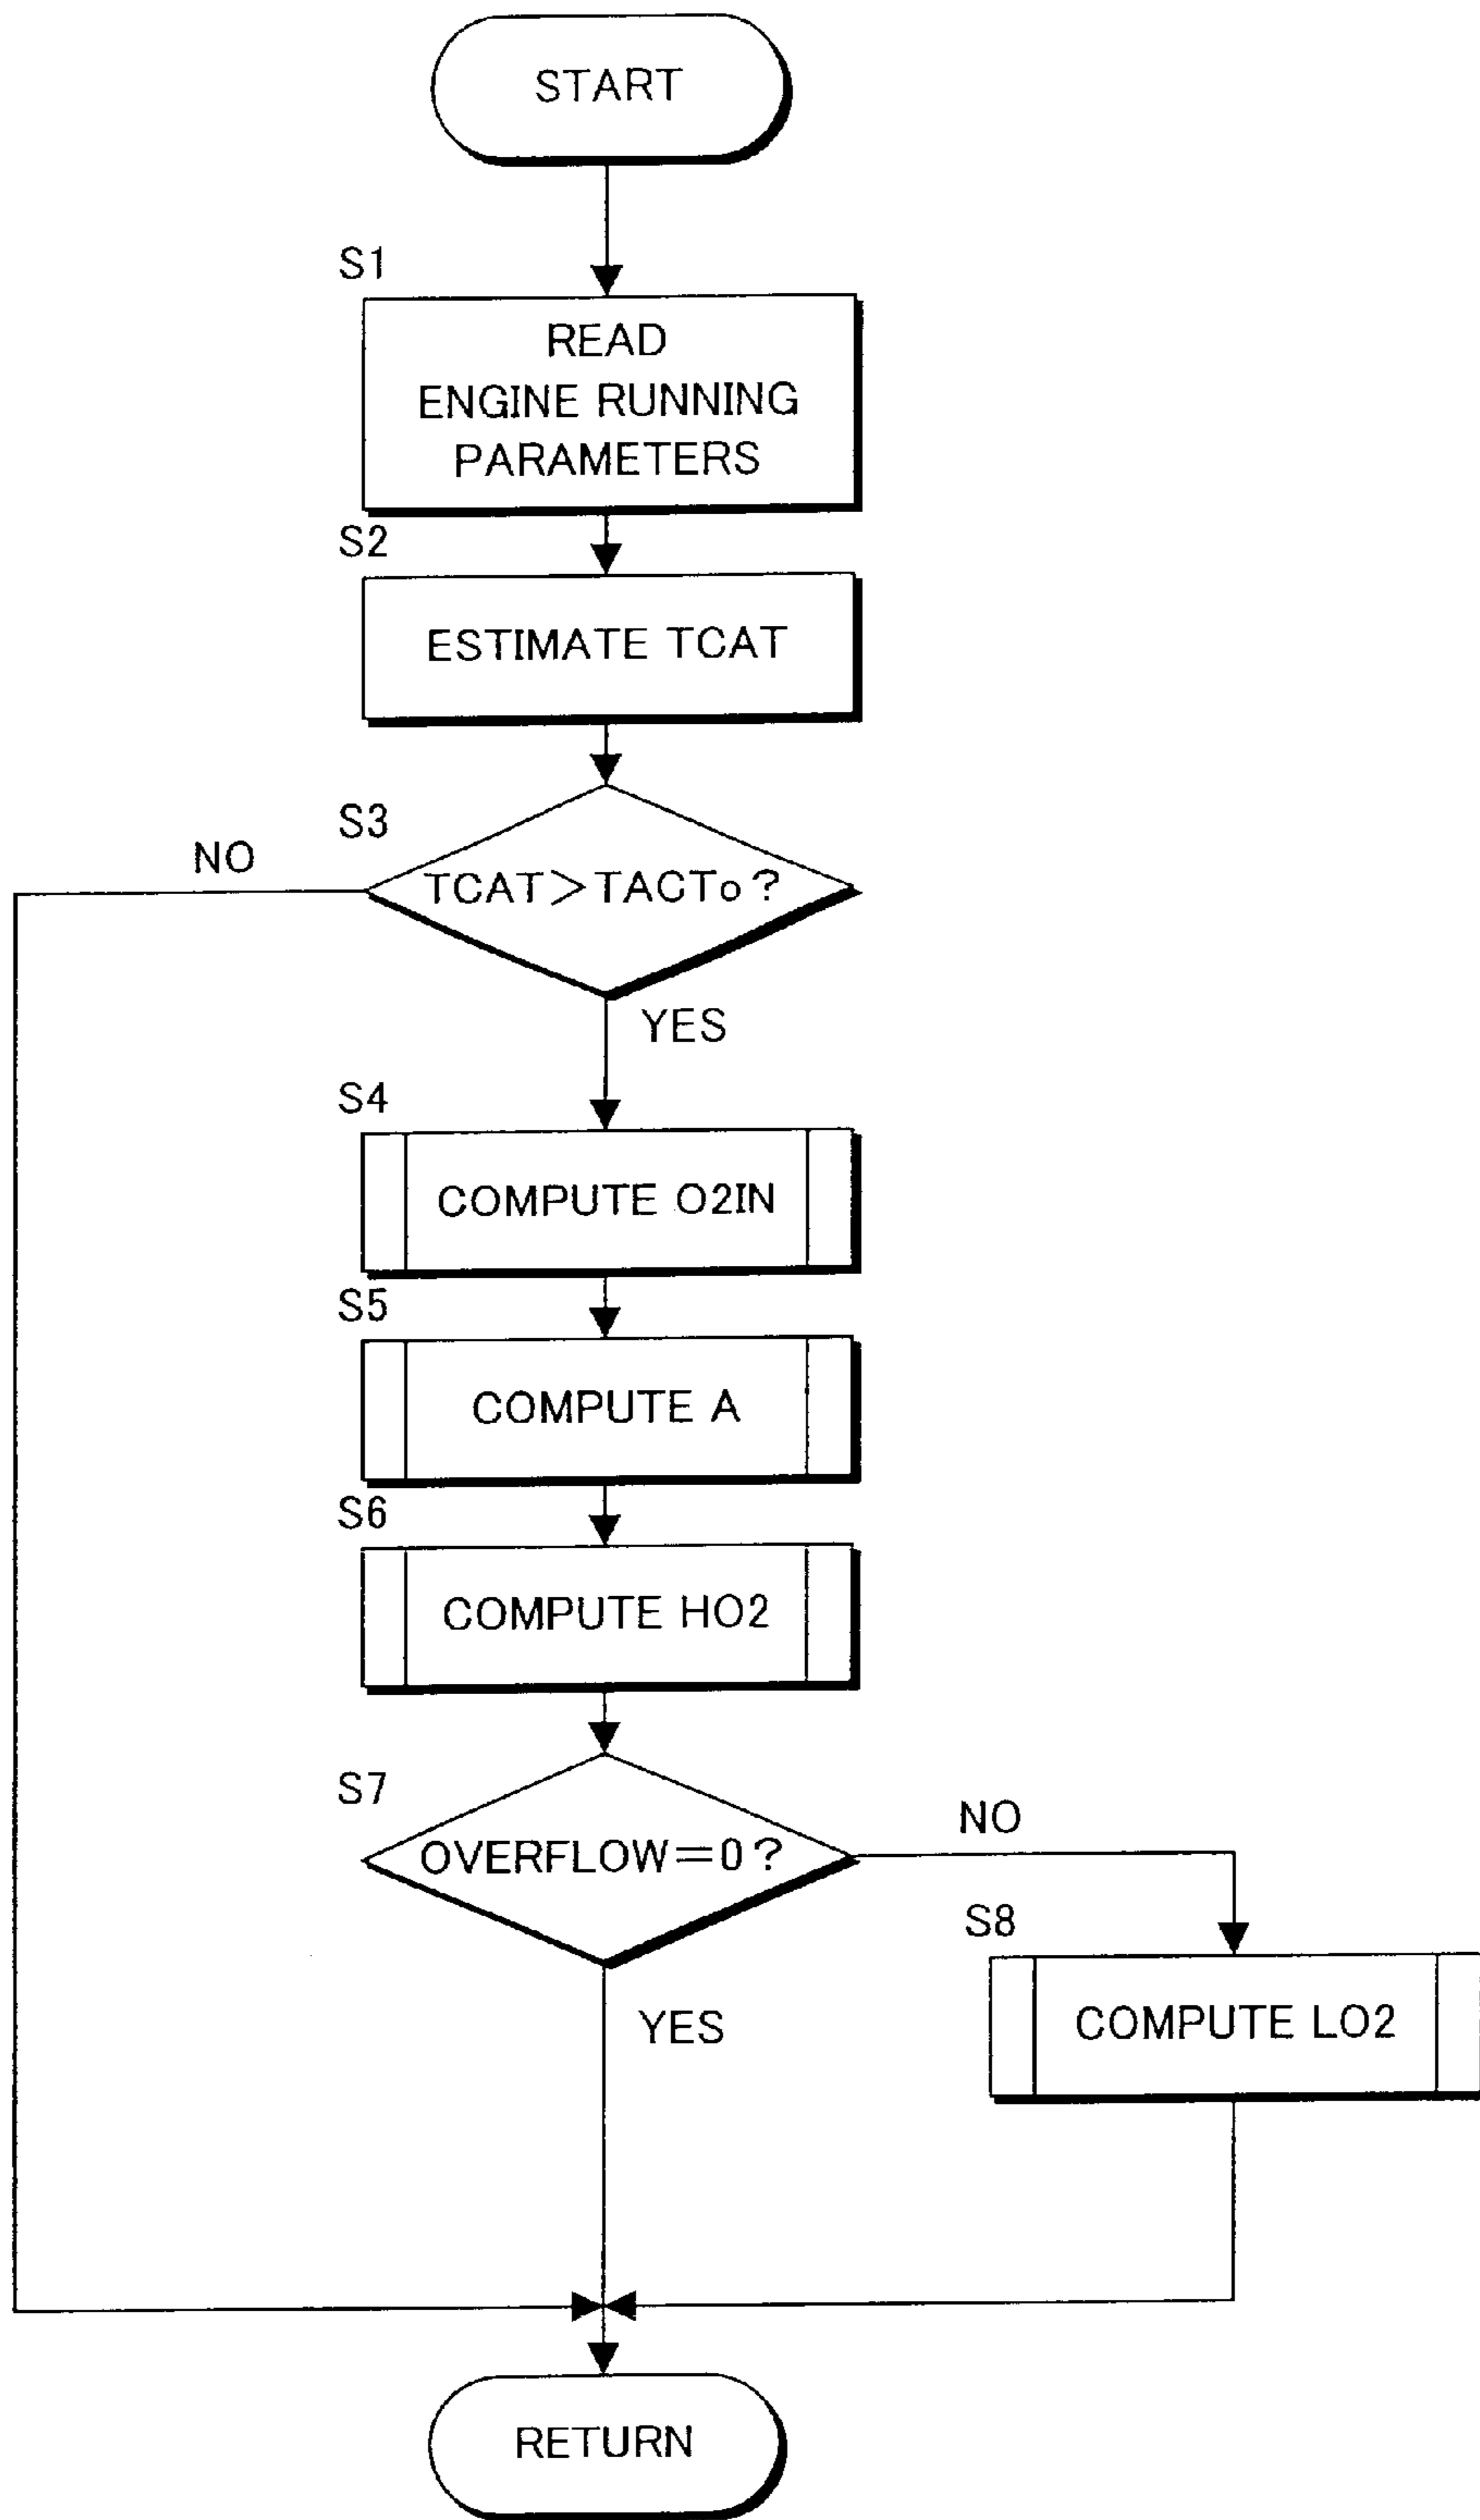 START
S1
READ
ENGINE RUNNING
PARAMETERS
S2
ESTIMATE TCAT
S3
NO
TCAT>TACTo?
YES
S4
COMPUTE O2IN
S5
COMPUTE A
S6
COMPUTE HO2
S7
OVERFLOW=0?
NO
YES
S8
COMPUTE LO2
RETURN